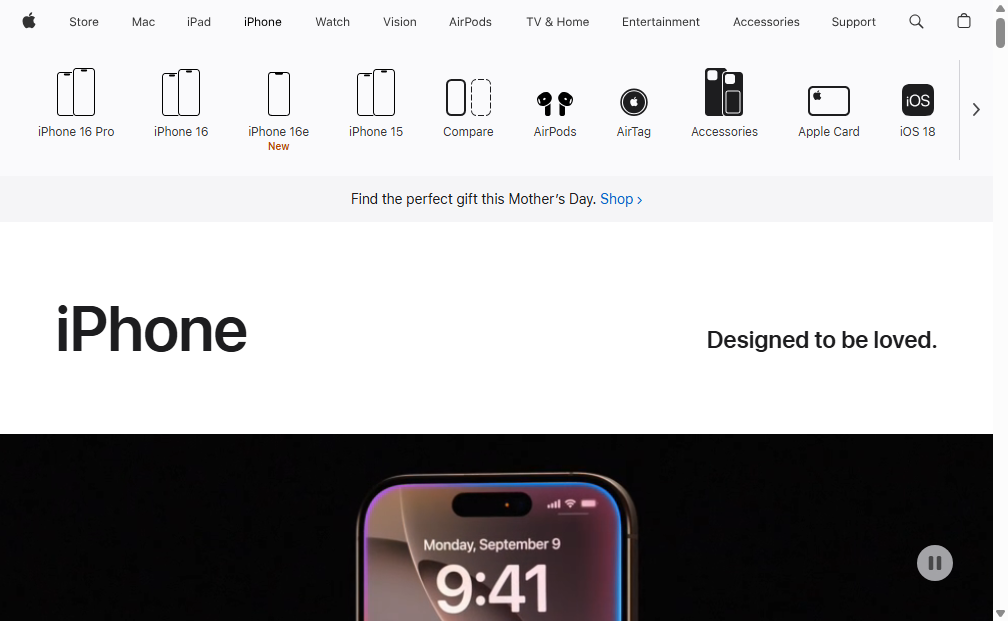 Store Mac iPad iPhone Watch Vision AirPods TV & Home Entertainment Accessories Support
iPhone 16 Pro iPhone 16 iPhone 16e iPhone 15 Compare AirPods AirTag Accessories Apple Card iOS iOS 18
New
Find the perfect gift this Mother’s Day. Shop ›
iPhone
Designed to be loved.
Monday, September 9
9:41